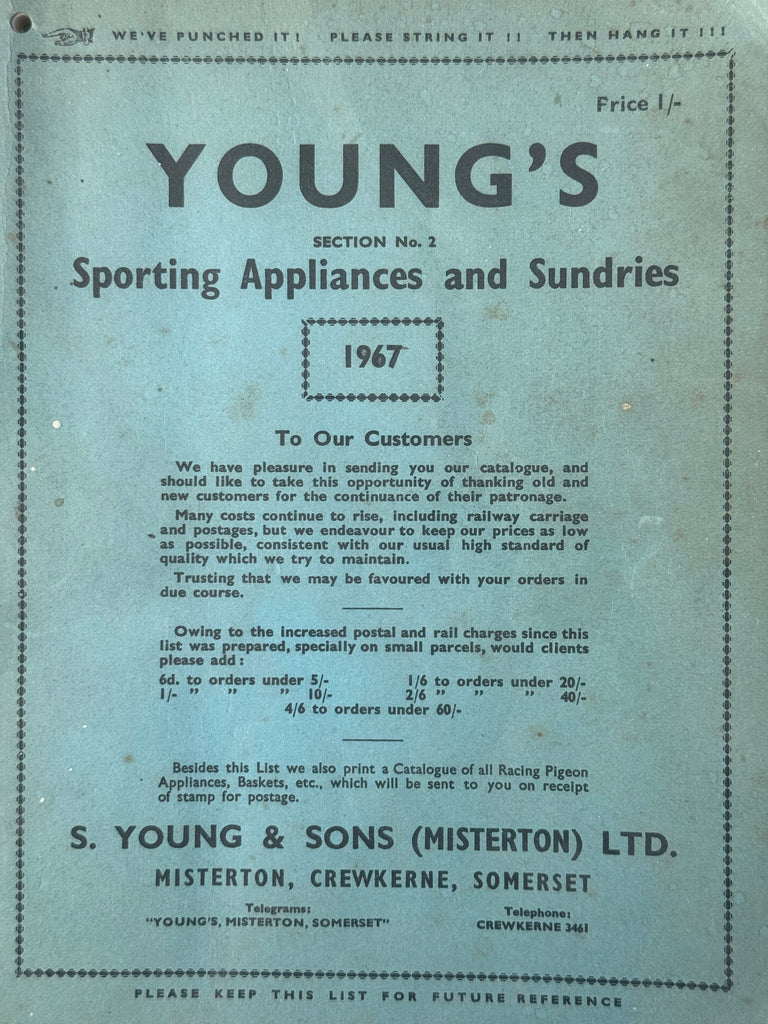 WE'VE PUNCHED IT! PLEASE STRING IT !! THEN HANG IT !!!
Price 1/-
YOUNG'S
SECTION No. 2
Sporting Appliances and Sundries
1967
To Our Customers
We have pleasure in sending you our catalogue, and
should like to take this opportunity of thanking old and
new customers for the continuance of their patronage.
Many costs continue to rise, including railway carriage
and postages, but we endeavour to keep our prices as low
as possible, consistent with our usual high standard of
quality which we try to maintain.
Trusting that we may be favoured with your orders in
due course.
Owing to the increased postal and rail charges since this
list was prepared, specially on small parcels, would clients
please add :
6d. to orders under 5/- 1/6 to orders under 20/-
1/- " " " 10/- 2/6 " " " 40/-
4/6 to orders under 60/-
Besides this List we also print a Catalogue of all Racing Pigeon
Appliances, Baskets, etc., which will be sent to you on receipt
of stamp for postage.
S. YOUNG & SONS (MISTERTON) LTD.
MISTERTON, CREWKERNE, SOMERSET
Telegrams: Telephone:
"YOUNG'S, MISTERTON, SOMERSET" CREWKERNE 3461
PLEASE KEEP THIS LIST FOR FUTURE REFERENCE